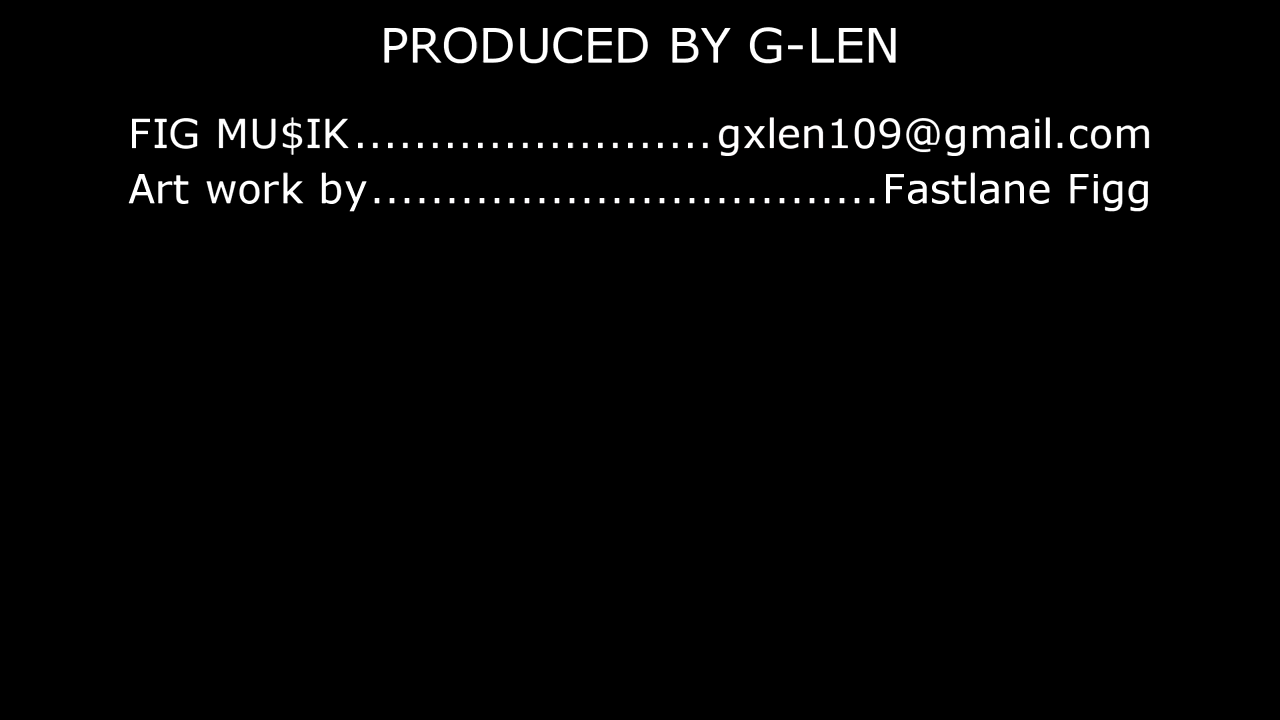 PRODUCED BY G-LEN
FIG MU$IK........................gxlen109@gmail.com
Art work by..................................Fastlane Figg